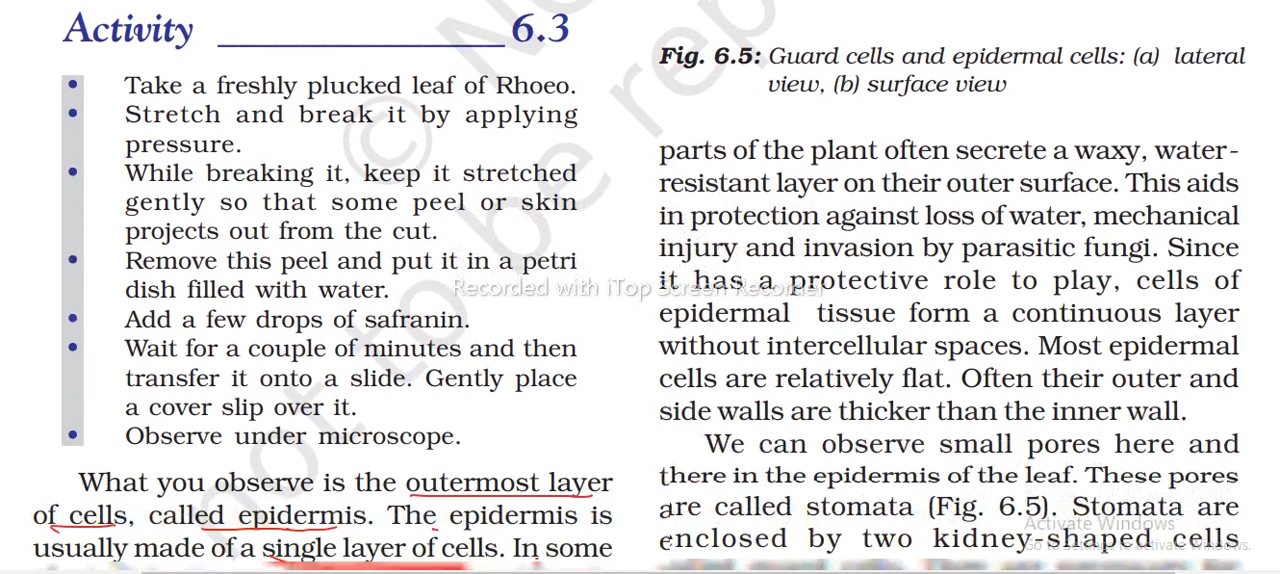 Activity 6.3
• Take a freshly plucked leaf of Rhoeo.
• Stretch and break it by applying
pressure.
• While breaking it, keep it stretched
gently so that some peel or skin
projects out from the cut.
• Remove this peel and put it in a petri
dish filled with water.
• Add a few drops of safranin.
• Wait for a couple of minutes and then
transfer it onto a slide. Gently place
a cover slip over it.
• Observe under microscope.
What you observe is the outermost layer
of cells, called epidermis. The epidermis is
usually made of a single layer of cells. In some
Fig. 6.5: Guard cells and epidermal cells: (a) lateral
view, (b) surface view
parts of the plant often secrete a waxy, water-
resistant layer on their outer surface. This aids
in protection against loss of water, mechanical
injury and invasion by parasitic fungi. Since
it has a protective role to play, cells of
epidermal tissue form a continuous layer
without intercellular spaces. Most epidermal
cells are relatively flat. Often their outer and
side walls are thicker than the inner wall.
We can observe small pores here and
there in the epidermis of the leaf. These pores
are called stomata (Fig. 6.5). Stomata are
enclosed by two kidney-shaped cells
© not to be rep
Recorded with iTop Screen Recorder
Activate Windows
Go to Settings to activate Windows.